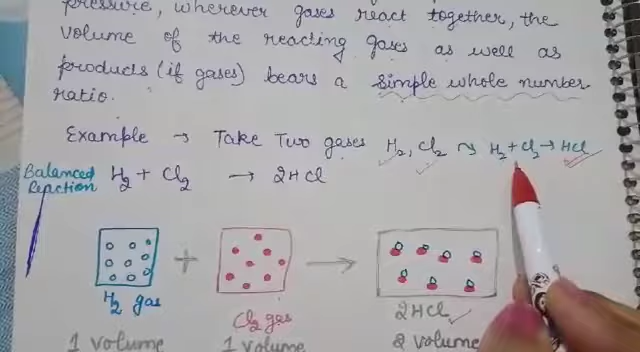 pressure, wherever gases react together, the
volume of the reacting gases as well as
products (if gases) bears a simple whole number
ratio.
Example → Take Two gases H₂, Cl₂ ⤳ H₂ + Cl₂ → HCl
Balanced Reaction H₂ + Cl₂ → 2HCl
+ →
H₂ gas Cl₂ gas 2HCl
1 volume 1 volume 2 volume